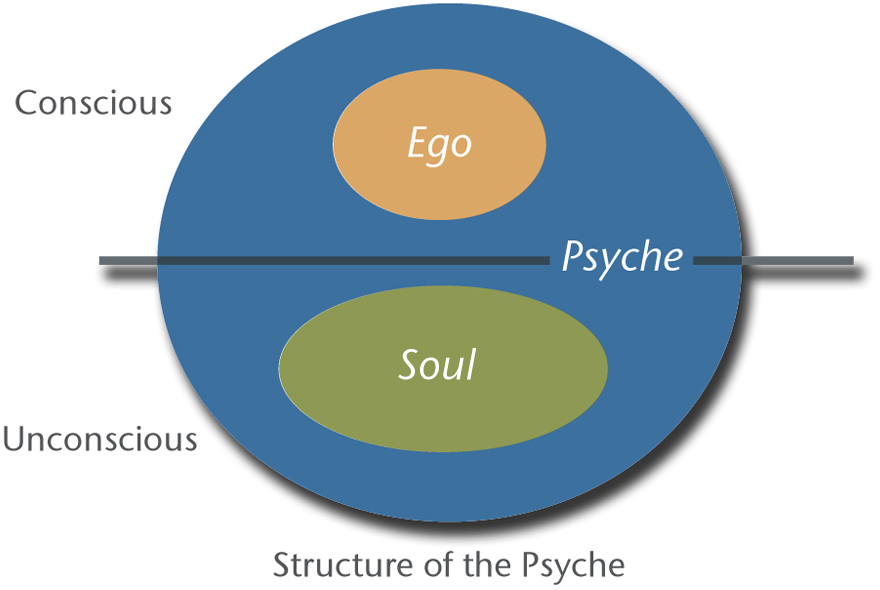 Conscious
Ego
Psyche
Soul
Unconscious
Structure of the Psyche